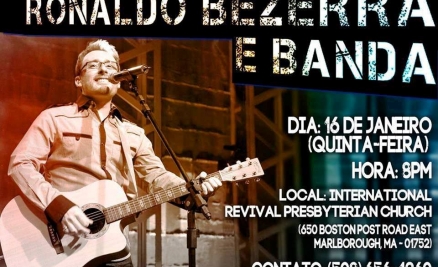 RONALDO BEZERRA
E BANDA
DIA: 16 DE JANEIRO
(QUINTA-FEIRA)
HORA: 8PM
LOCAL: INTERNATIONAL
REVIVAL PRESBYTERIAN CHURCH
(650 BOSTON POST ROAD EAST
MARLBOROUGH, MA - 01752)
CONTATO